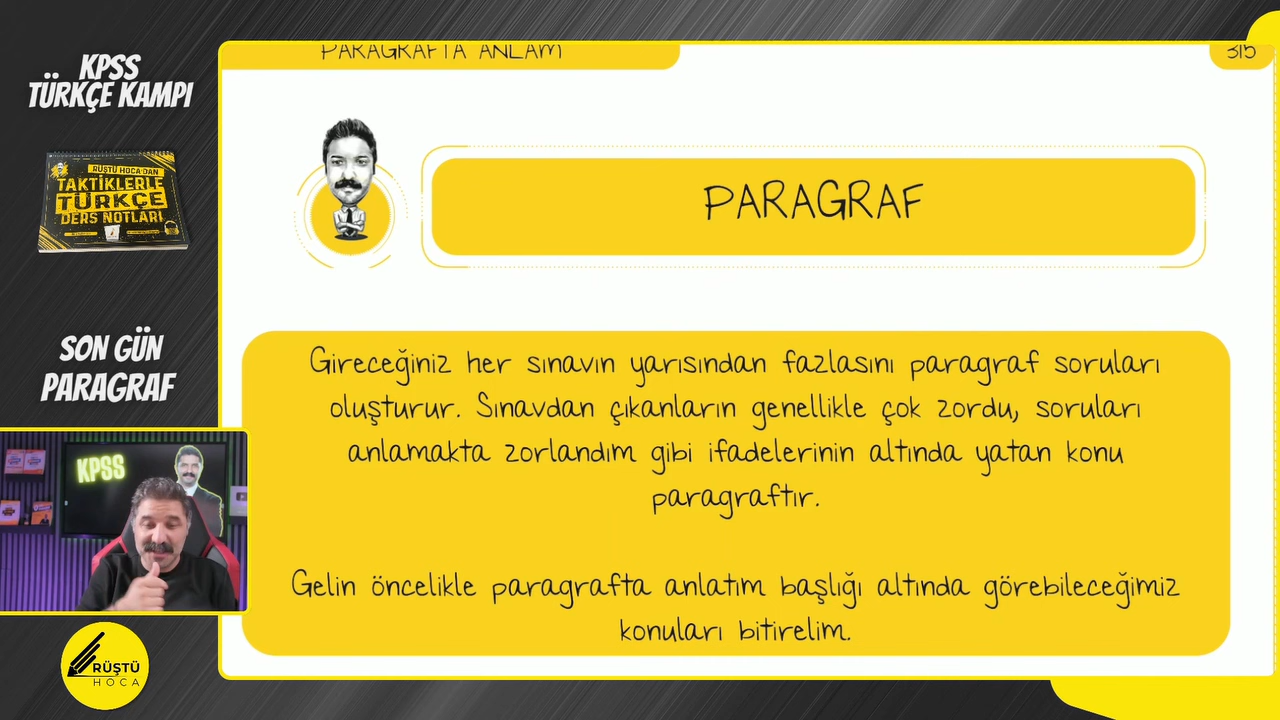 KPSS
TÜRKÇE KAMPI
RÜŞTÜ HOCA'DAN
TAKTİKLERLE
TÜRKÇE
DERS NOTLARI
SON GÜN
PARAGRAF
KPSS
RÜŞTÜ
HOCA
PARAGRAFTA ANLAM
315
PARAGRAF
Gireceğiniz her sınavın yarısından fazlasını paragraf soruları
oluşturur. Sınavdan çıkanların genellikle çok zordu, soruları
anlamakta zorlandım gibi ifadelerinin altında yatan konu
paragraftır.
Gelin öncelikle paragrafta anlatım başlığı altında görebileceğimiz
konuları bitirelim.